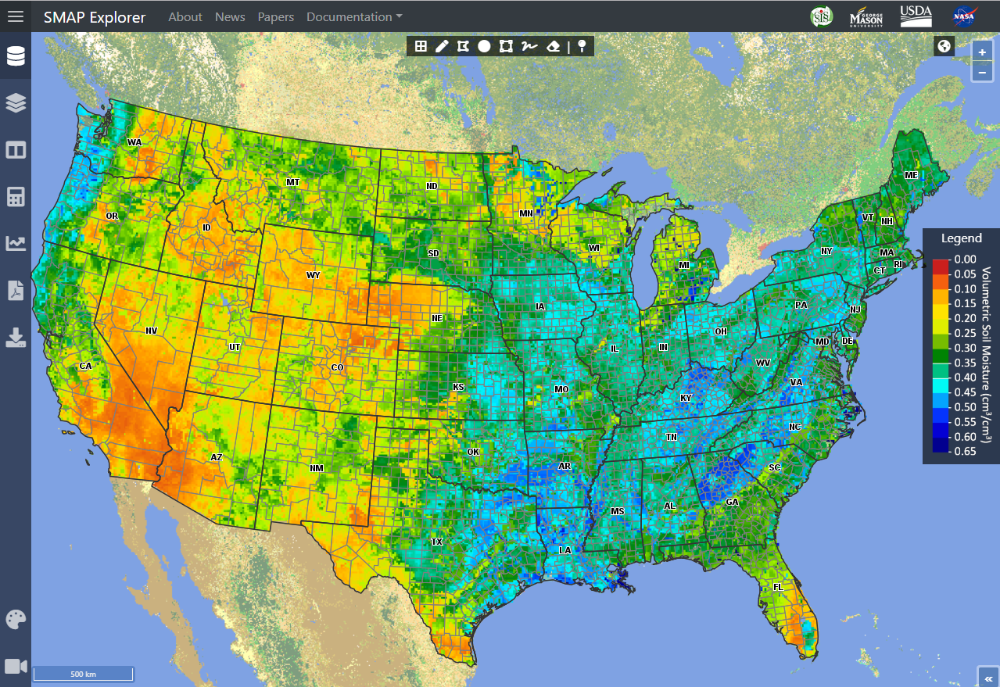 SMAP Explorer About News Papers Documentation
SIS GEORGE MASON UNIVERSITY USDA NASA
+
−
WA
MT
ND
MN
ME
OR
ID
SD
WI
VT
NH
NY
MA
MI
RI
CT
WY
IA
PA
NJ
NE
NV
UT
CO
IL
IN
OH
MD
DE
CA
WV
KS
MO
VA
KY
NC
TN
AZ
NM
OK
AR
SC
GA
MS
AL
TX
LA
FL
Legend
0.00
0.05
0.10
0.15
0.20
0.25
0.30
0.35
0.40
0.45
0.50
0.55
0.60
0.65
Volumetric Soil Moisture (cm³/cm³)
500 km
«